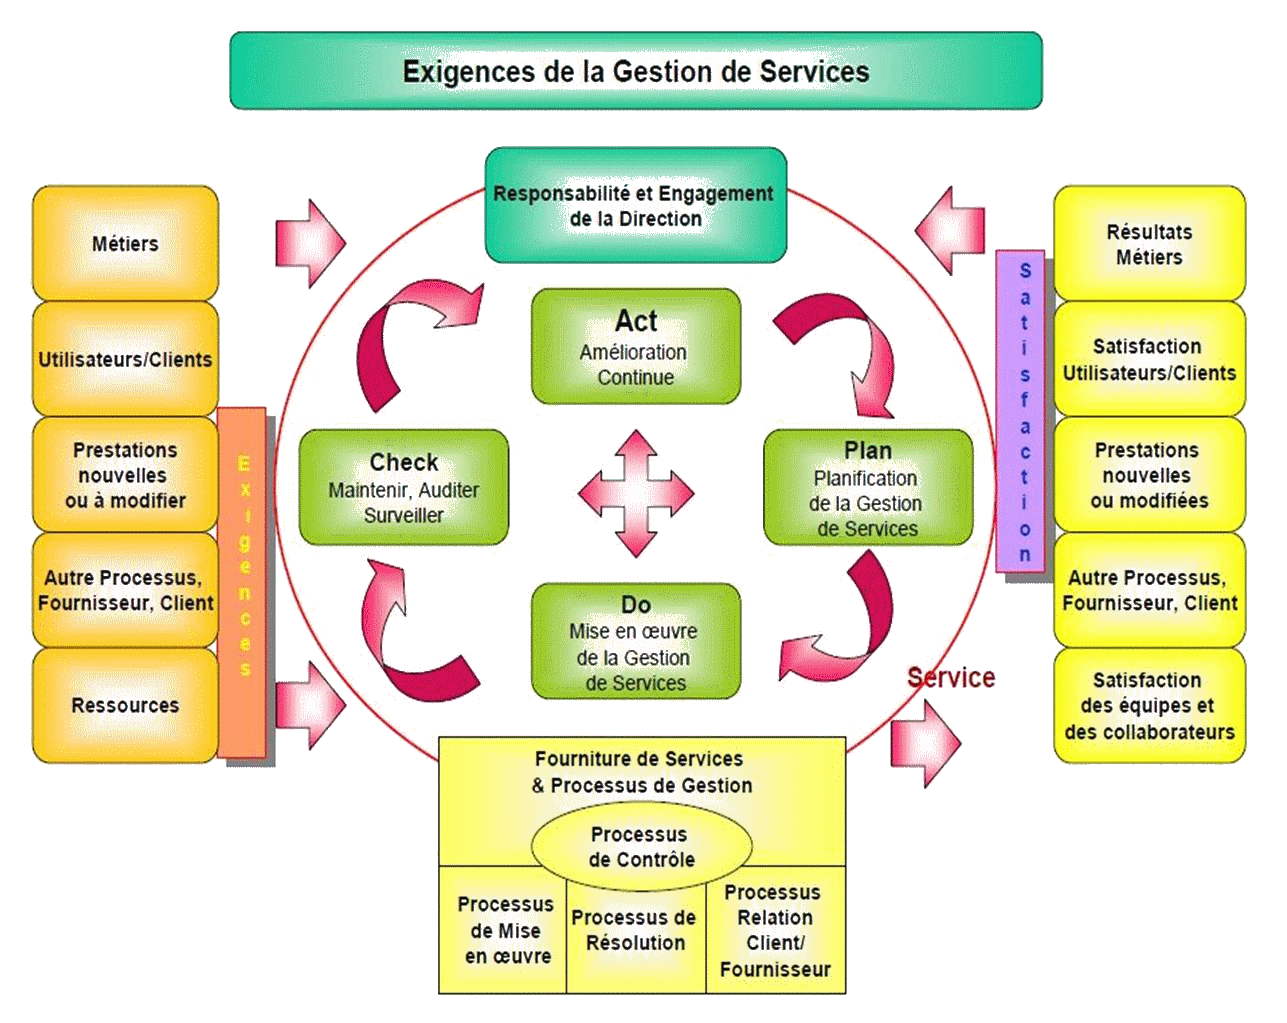 Exigences de la Gestion de Services
Responsabilité et Engagement
de la Direction
Métiers
Utilisateurs/Clients
Prestations
nouvelles
ou à modifier
Autre Processus,
Fournisseur, Client
Ressources
Exigences
Act
Amélioration
Continue
Check
Maintenir, Auditer
Surveiller
Plan
Planification
de la Gestion
de Services
Do
Mise en œuvre
de la Gestion
de Services
Satisfaction
Résultats
Métiers
Satisfaction
Utilisateurs/Clients
Prestations
nouvelles
ou modifiées
Autre Processus,
Fournisseur, Client
Satisfaction
des équipes et
des collaborateurs
Service
Fourniture de Services
& Processus de Gestion
Processus
de Contrôle
Processus
de Mise
en œuvre
Processus de
Résolution
Processus
Relation
Client/
Fournisseur